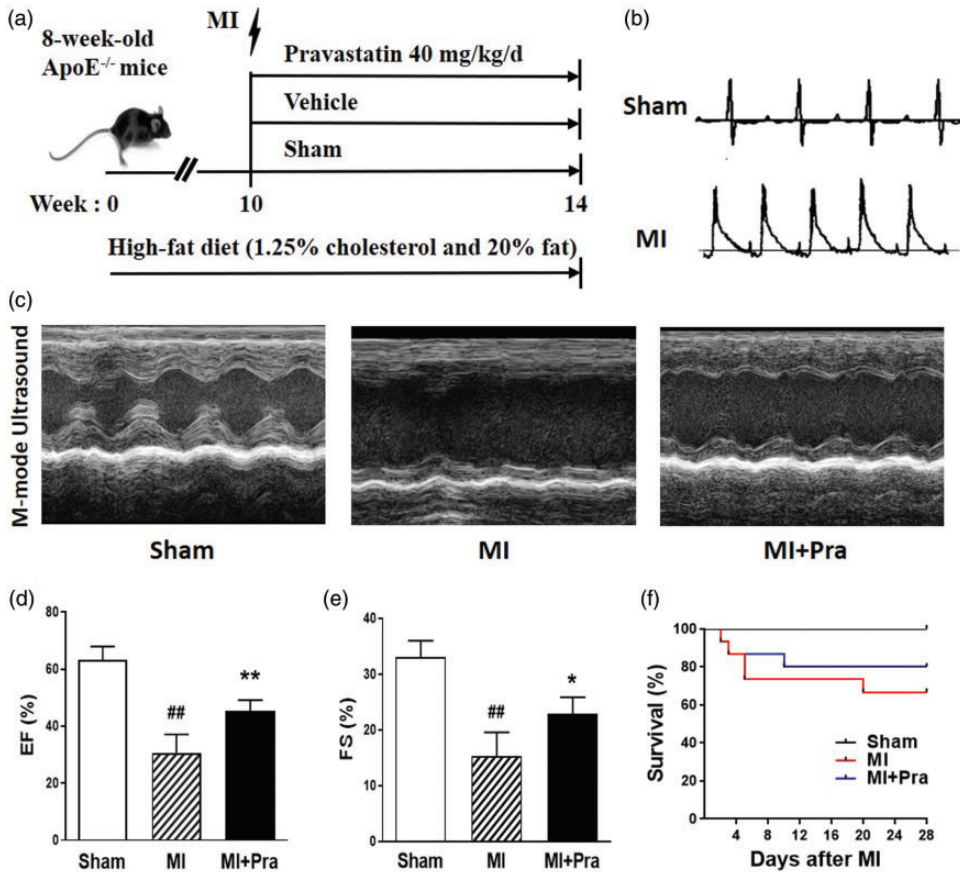 (a)
8-week-old
ApoE-/- mice
MI
Pravastatin 40 mg/kg/d
Vehicle
Sham
Week : 0
10
14
High-fat diet (1.25% cholesterol and 20% fat)
(b)
Sham
MI
(c)
M-mode Ultrasound
Sham
MI
MI+Pra
(d)
EF (%)
80
60
40
20
0
##
**
Sham
MI
MI+Pra
(e)
FS (%)
40
30
20
10
0
##
*
Sham
MI
MI+Pra
(f)
Survival (%)
100
80
60
40
20
0
Sham
MI
MI+Pra
4
8
12
16
20
24
28
Days after MI